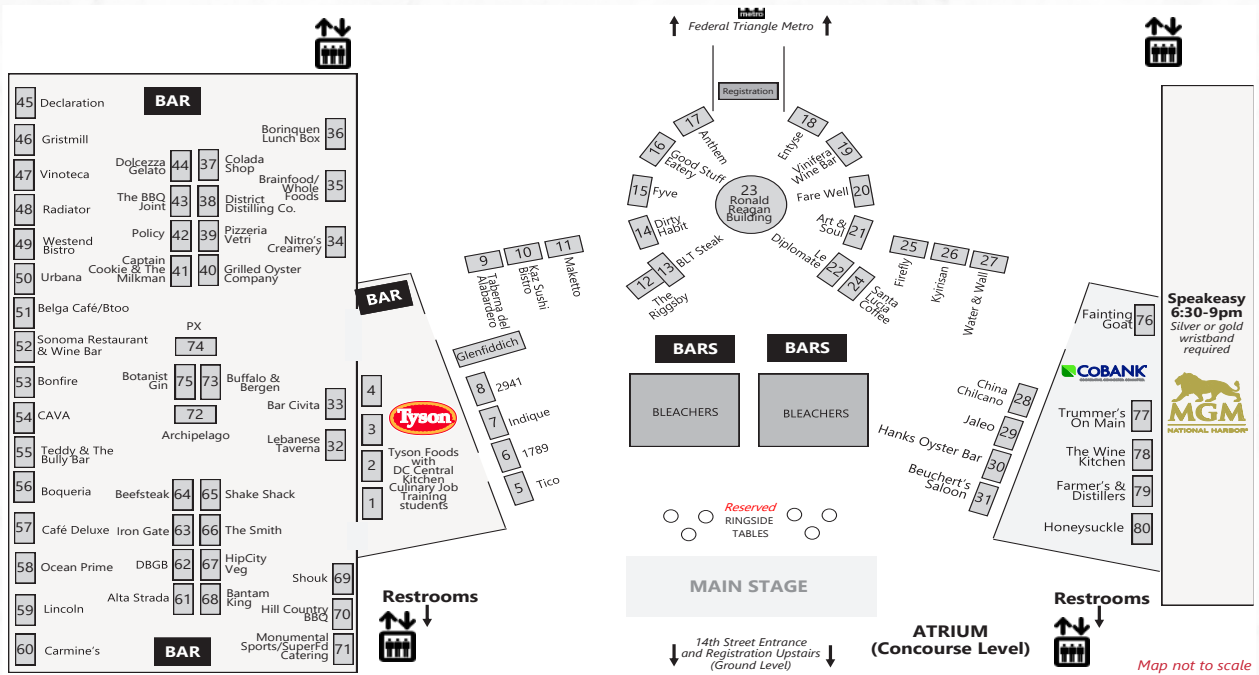 metro
Federal Triangle Metro
Registration
45 Declaration
46 Gristmill
47 Vinoteca
48 Radiator
49 Westend
Bistro
50 Urbana
51 Belga Café/Btoo
52 Sonoma Restaurant
& Wine Bar
53 Bonfire
54 CAVA
55 Teddy & The
Bully Bar
56 Boqueria
57 Café Deluxe
58 Ocean Prime
59 Lincoln
60 Carmine's
BAR
Dolcezza
Gelato 44
The BBQ
Joint 43
Policy 42
Captain
Cookie & The
Milkman 41
37 Colada
Shop
38 District
Distilling Co.
39 Pizzeria
Vetri
40 Grilled Oyster
Company
Borinquen
Lunch Box 36
Brainfood/
Whole
Foods 35
Nitro's
Creamery 34
PX
74
Botanist
Gin 75
73 Buffalo &
Bergen
72
Archipelago
Bar Civita 33
Lebanese
Taverna 32
Beefsteak 64
65 Shake Shack
Iron Gate 63
66 The Smith
DBGB 62
67 HipCity
Veg
Alta Strada 61
68 Bantam
King
Shouk 69
Hill Country
BBQ 70
Monumental
Sports/SuperFd
Catering 71
BAR
BAR
4
3
2
1
Tyson
Tyson Foods
with
DC Central
Kitchen
Culinary Job
Training
students
9 Taberna del
Alabardero
10 Kaz Sushi
Bistro
11 Maketto
Glenfiddich
8 2941
7 Indique
6 1789
5 Tico
17 Anthem
16 Good Stuff
Eatery
15 Fyve
14 Dirty
Habit
13 BLT Steak
12 The
Riggsby
18 Entyse
19 Vinifera
Wine Bar
20 Fare Well
21 Art &
Soul
22 Le
Diplomate
24 Santa
Lucia
Coffee
23
Ronald
Reagan
Building
25 Firefly
26 Kyirisan
27 Water & Wall
BARS
BARS
BLEACHERS
BLEACHERS
China
Chilcano 28
Jaleo 29
Hanks Oyster Bar 30
Beuchert's
Saloon 31
Reserved
RINGSIDE
TABLES
MAIN STAGE
Fainting
Goat 76
CoBANK
Trummer's
On Main 77
The Wine
Kitchen 78
Farmer's &
Distillers 79
Honeysuckle 80
Speakeasy
6:30-9pm
Silver or gold
wristband
required
MGM
NATIONAL HARBOR
Restrooms
14th Street Entrance
and Registration Upstairs
(Ground Level)
ATRIUM
(Concourse Level)
Restrooms
Map not to scale